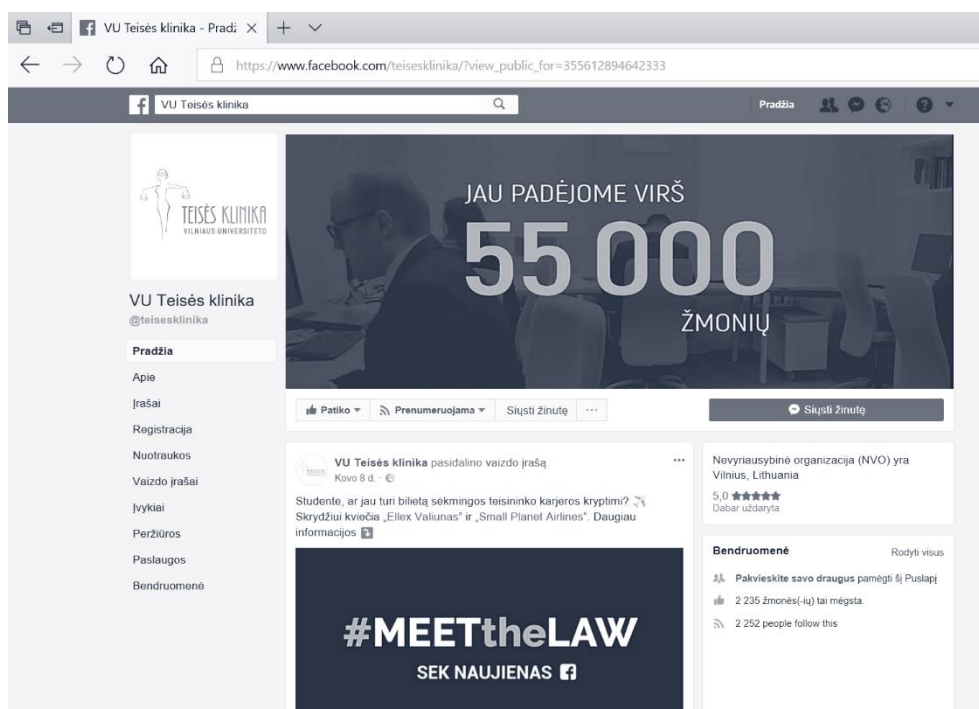 VU Teisės klinika - Pradž
https://www.facebook.com/teisesklinika/?view_public_for=355612894642333
VU Teisės klinika
Pradžia
TEISĖS KLINIKA
VILNIAUS UNIVERSITETO
JAU PADĖJOME VIRŠ
55 000
ŽMONIŲ
VU Teisės klinika
@teisesklinika
Pradžia
Apie
Įrašai
Registracija
Nuotraukos
Vaizdo įrašai
Įvykiai
Peržiūros
Paslaugos
Bendruomenė
Patiko
Prenumeruojama
Siųsti žinutę
Siųsti žinutę
VU Teisės klinika pasidalino vaizdo įrašą.
Kovo 8 d.
Studente, ar jau turi bilietą sėkmingos teisininko karjeros kryptimi?
Skrydžiui kviečia „Ellex Valiunas" ir „Small Planet Airlines". Daugiau
informacijos
#MEETtheLAW
SEK NAUJIENAS
Nevyriausybinė organizacija (NVO) yra
Vilnius, Lithuania
5,0 ★★★★★
Dabar uždaryta
Bendruomenė Rodyti visus
Pakvieskite savo draugus pamėgti šį Puslapį
2 235 žmonės(-ių) tai mėgsta.
2 252 people follow this